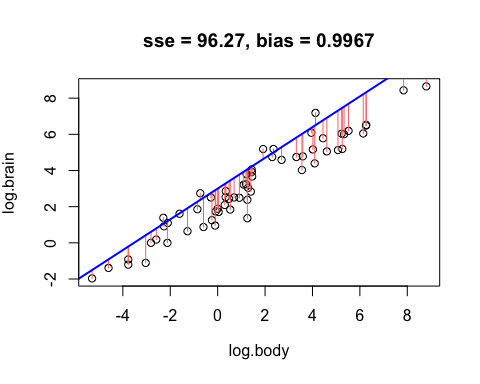 sse = 96.27, bias = 0.9967
log.brain
8
6
4
2
0
-2
-4 -2 0 2 4 6 8
log.body